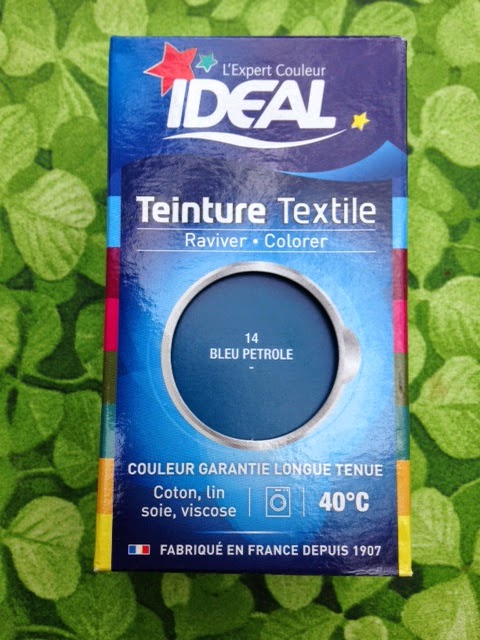 L'Expert Couleur
IDEAL
Teinture Textile
Raviver • Colorer
14
BLEU PETROLE
-
COULEUR GARANTIE LONGUE TENUE
Coton, lin
soie, viscose
40°C
FABRIQUÉ EN FRANCE DEPUIS 1907